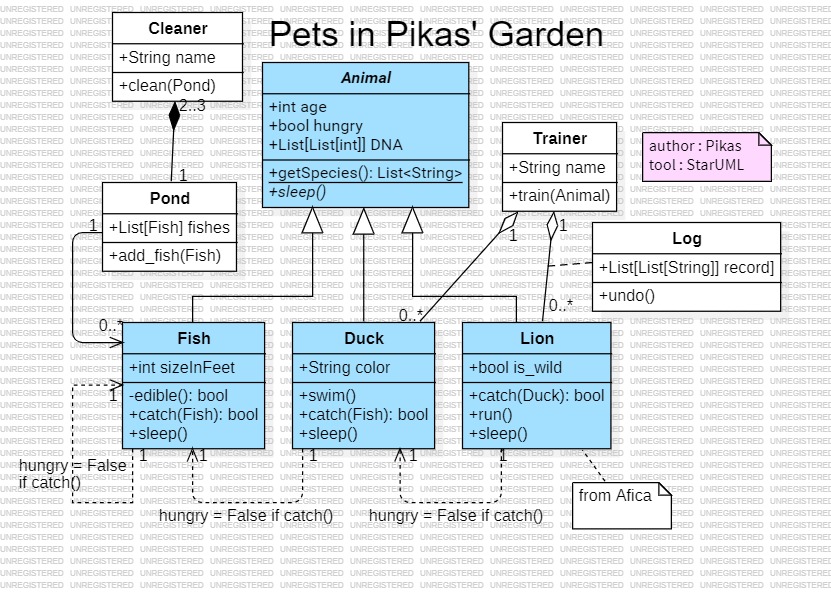 Pets in Pikas' Garden
Cleaner
+String name
+clean(Pond)
2..3
1
Pond
+List[Fish] fishes
+add_fish(Fish)
1
0..*
Animal
+int age
+bool hungry
+List[List[int]] DNA
+getSpecies(): List<String>
+sleep()
Trainer
+String name
+train(Animal)
1
1
0..*
0..*
author : Pikas
tool : StarUML
Log
+List[List[String]] record]
+undo()
Fish
+int sizeInFeet
-edible(): bool
+catch(Fish): bool
+sleep()
1
1
hungry = False
if catch()
Duck
+String color
+swim()
+catch(Fish): bool
+sleep()
1
1
hungry = False if catch()
Lion
+bool is_wild
+catch(Duck): bool
+run()
+sleep()
1
1
hungry = False if catch()
from Afica
UNREGISTERED